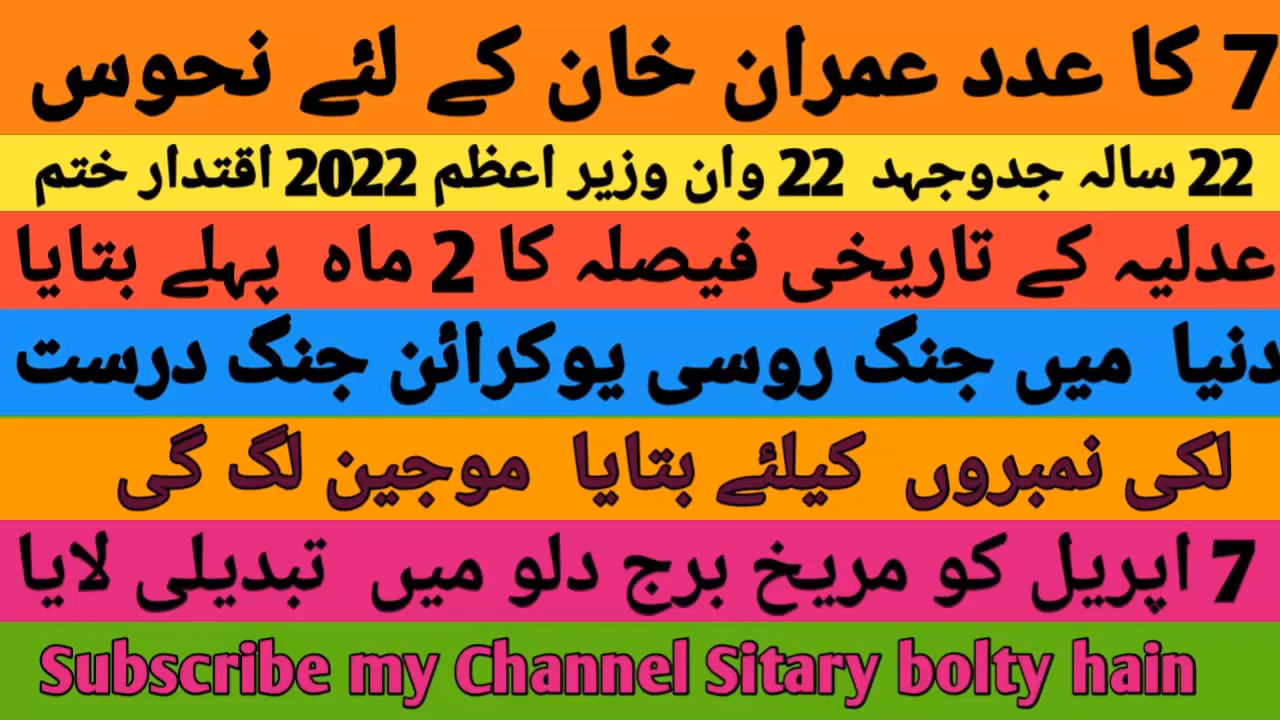 7 کا عدد عمران خان کے لئے نحوس
22 سالہ جدوجہد 22 وان وزیر اعظم 2022 اقتدار ختم
عدلیہ کے تاریخی فیصلہ کا 2 ماہ پہلے بتایا
دنیا میں جنگ روسی یوکرائن جنگ درست
لکی نمبروں کیلئے بتایا موجین لگ گی
7 اپریل کو مریخ برج دلو میں تبدیلی لایا
Subscribe my Channel Sitary bolty hain